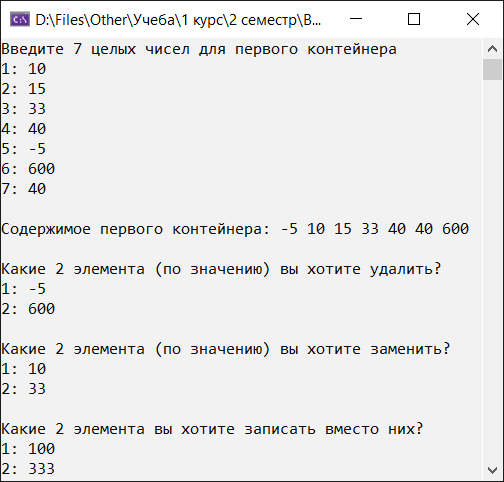 D:\Files\Other\Учеба\1 курс\2 семестр\В...
Введите 7 целых чисел для первого контейнера
1: 10
2: 15
3: 33
4: 40
5: -5
6: 600
7: 40
Содержимое первого контейнера: -5 10 15 33 40 40 600
Какие 2 элемента (по значению) вы хотите удалить?
1: -5
2: 600
Какие 2 элемента (по значению) вы хотите заменить?
1: 10
2: 33
Какие 2 элемента вы хотите записать вместо них?
1: 100
2: 333